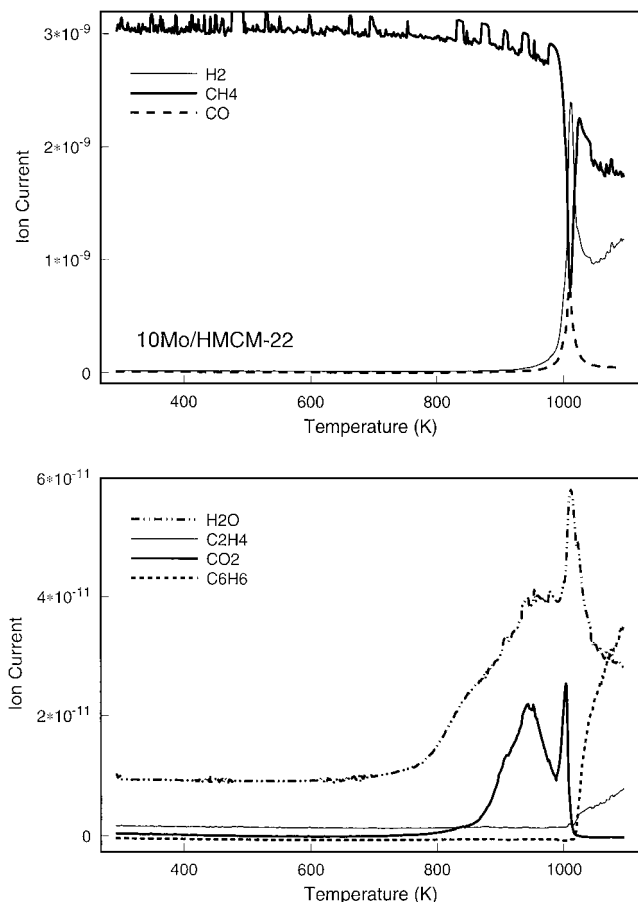 3*10-9
H2
CH4
CO
2*10-9
Ion Current
1*10-9
10Mo/HMCM-22
0
400 600 800 1000
Temperature (K)
6*10-11
H2O
C2H4
CO2
C6H6
4*10-11
Ion Current
2*10-11
0
400 600 800 1000
Temperature (K)